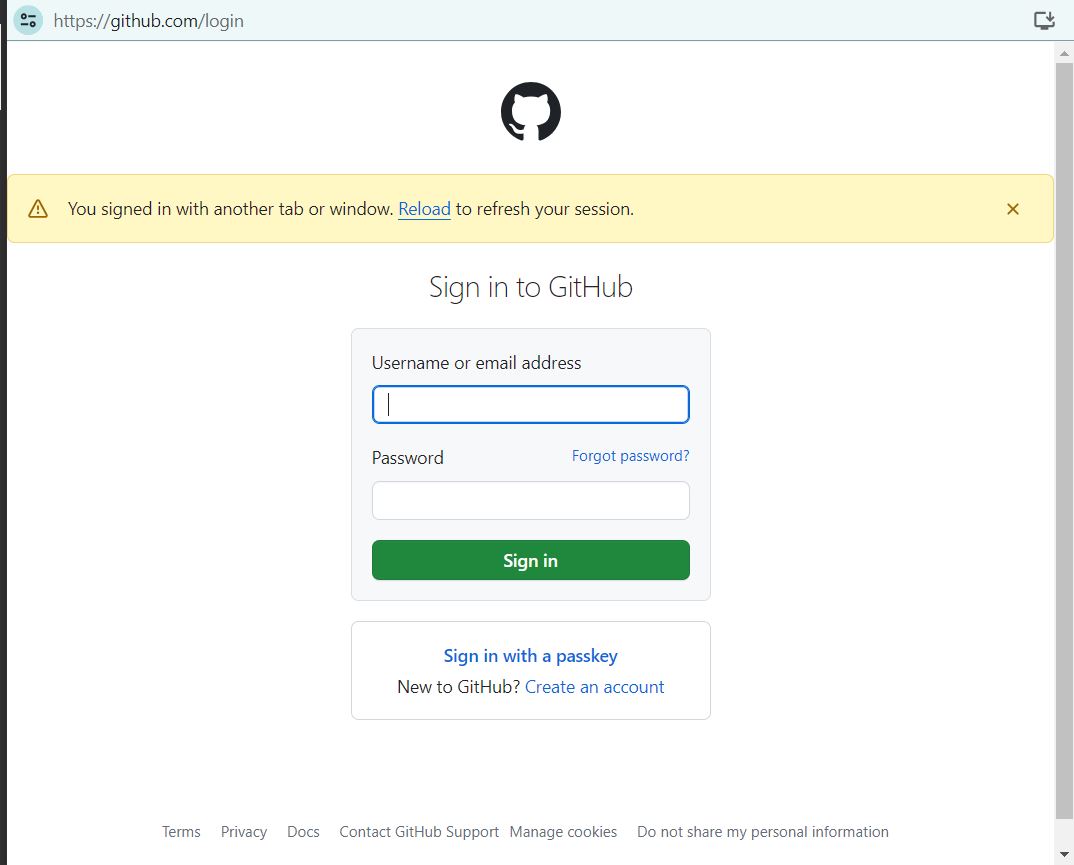 https://github.com/login
You signed in with another tab or window. Reload to refresh your session.
Sign in to GitHub
Username or email address
Password Forgot password?
Sign in
Sign in with a passkey
New to GitHub? Create an account
Terms Privacy Docs Contact GitHub Support Manage cookies Do not share my personal information